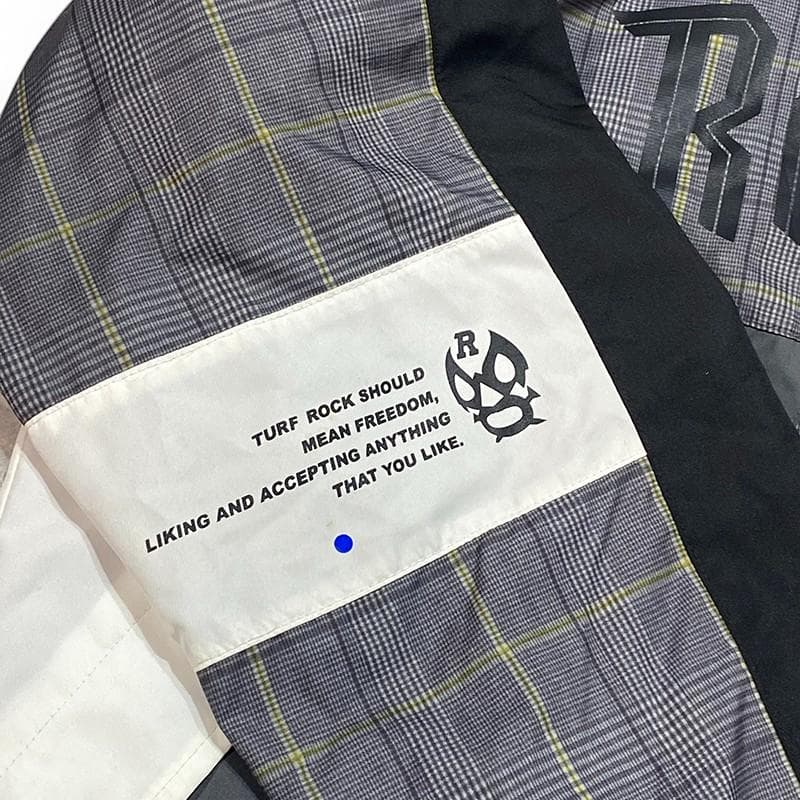 R
TURF ROCK SHOULD
MEAN FREEDOM,
LIKING AND ACCEPTING ANYTHING
THAT YOU LIKE.
R